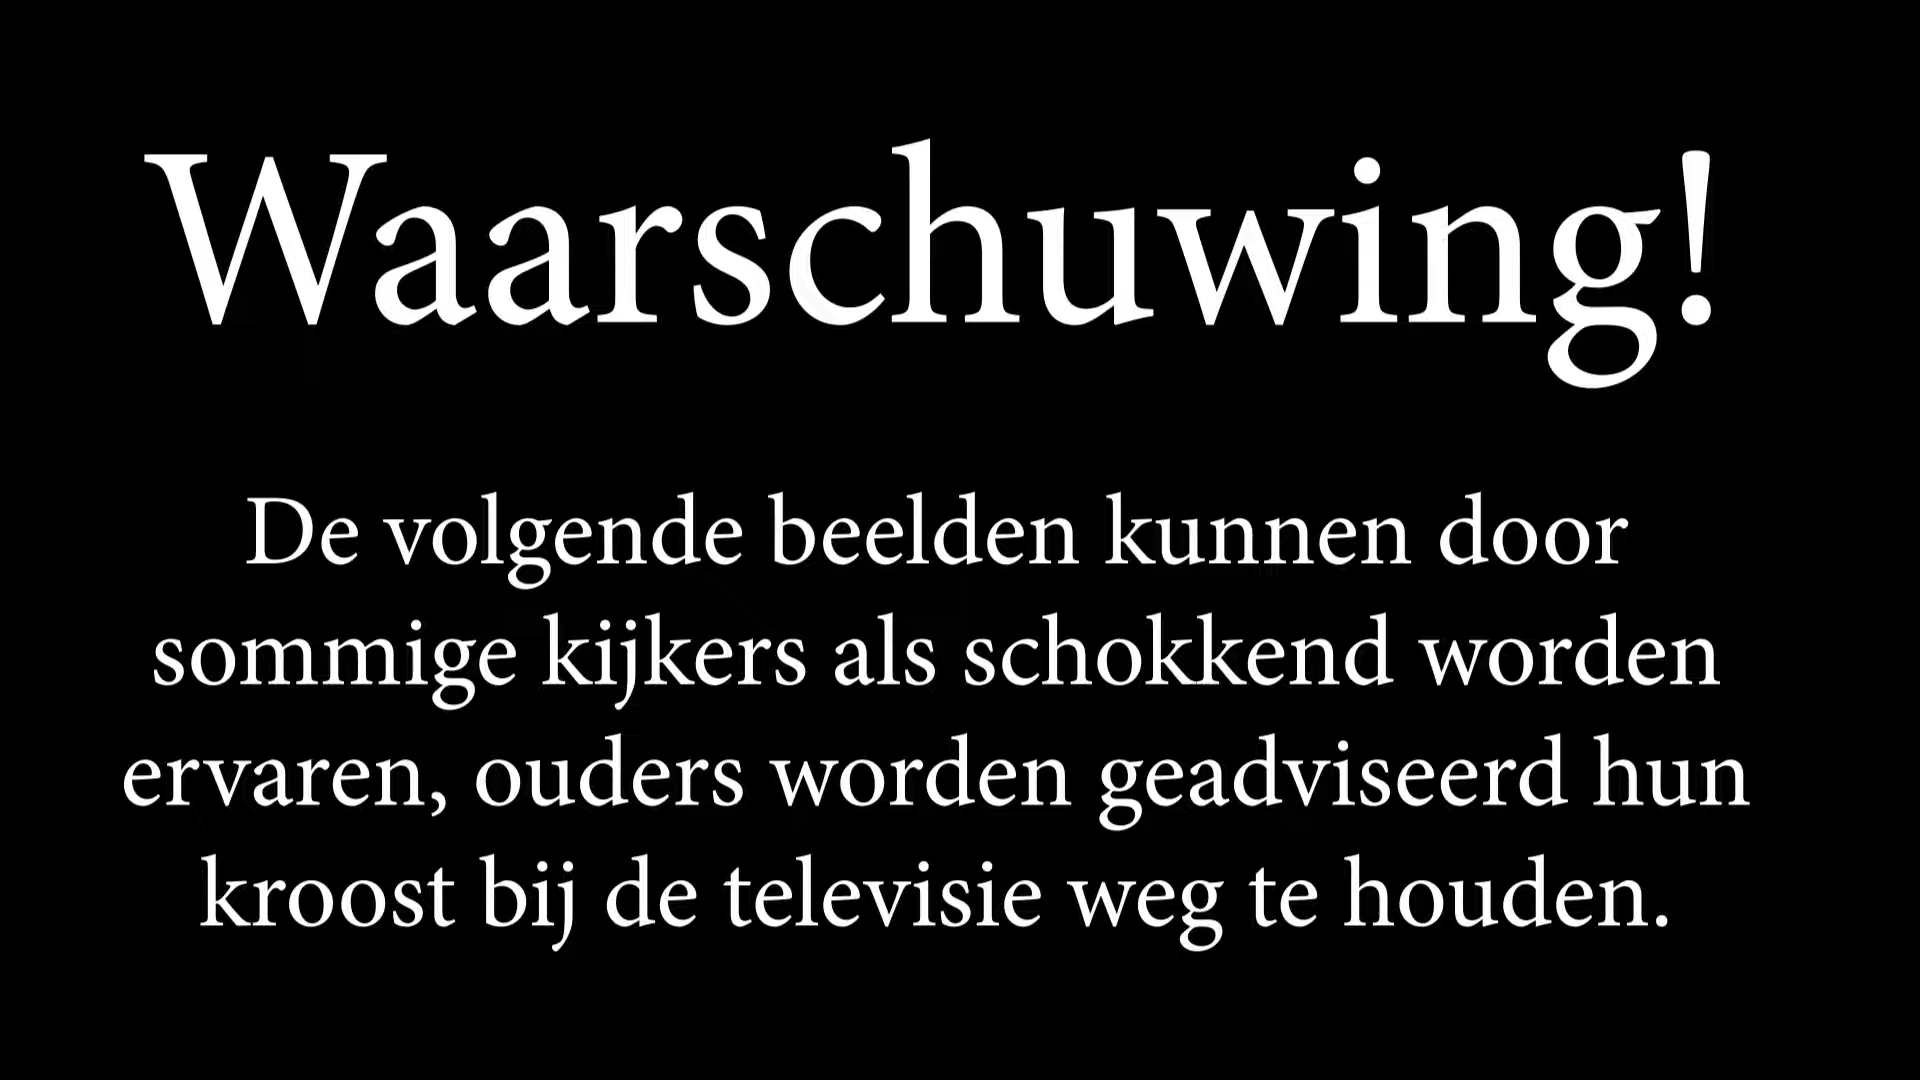 Waarschuwing!
De volgende beelden kunnen door
sommige kijkers als schokkend worden
ervaren, ouders worden geadviseerd hun
kroost bij de televisie weg te houden.